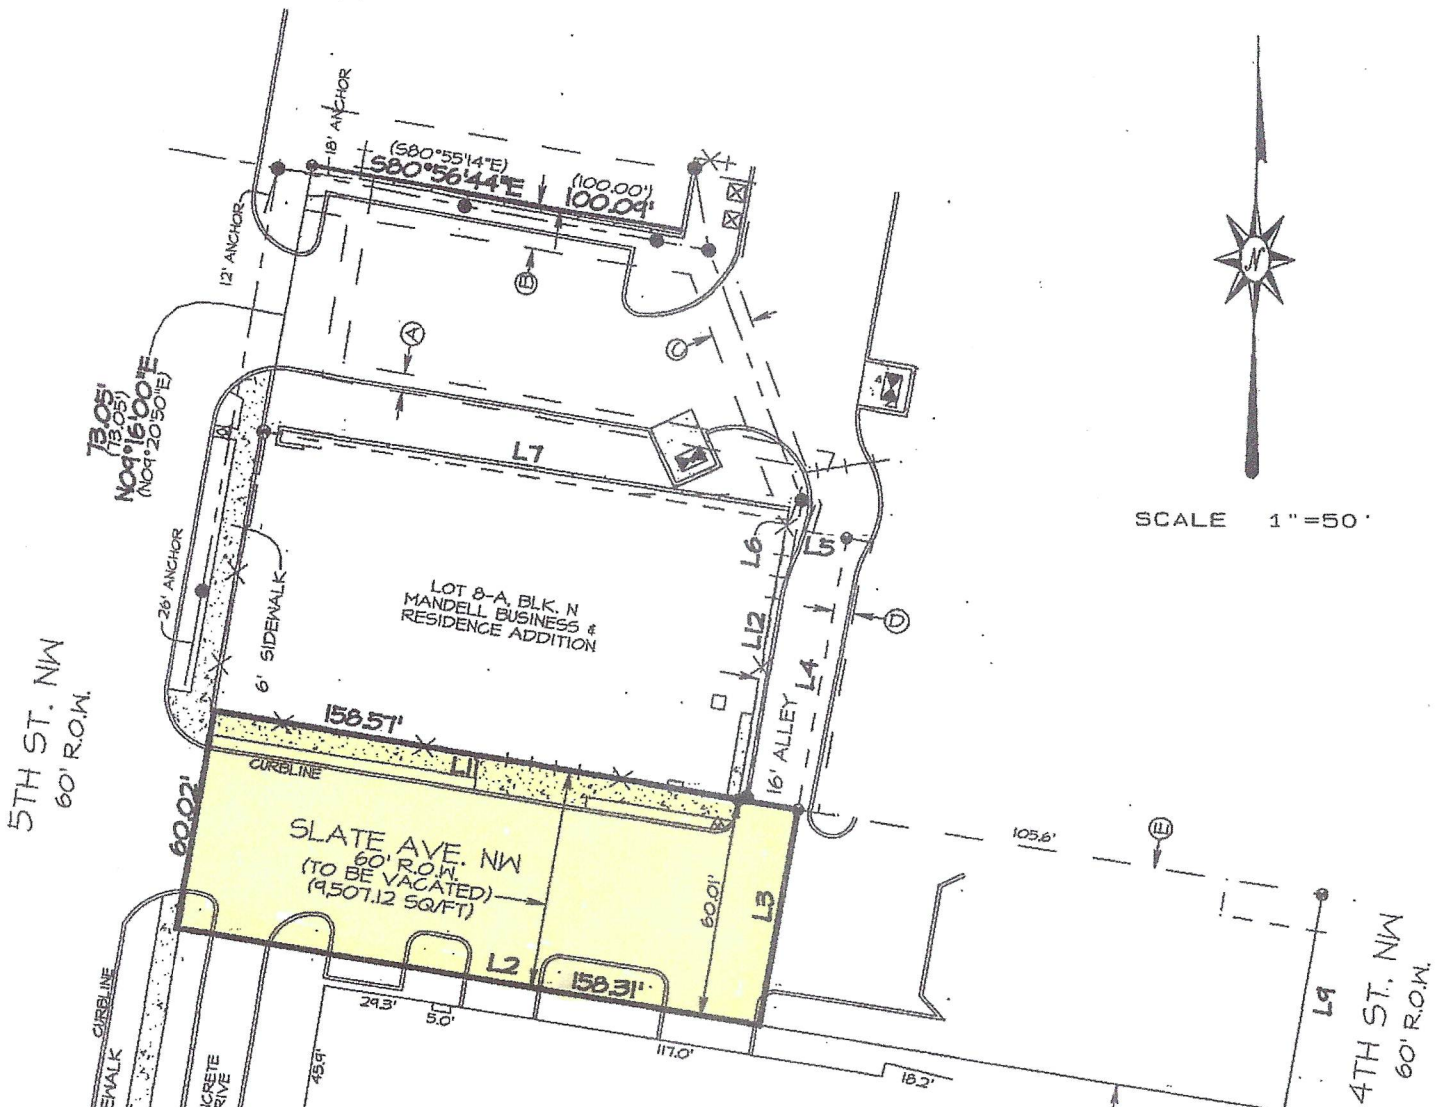 18' ANCHOR
(S80°55'14"E)
S80°56'44"E
(100.00')
100.09'
12' ANCHOR
B
A
C
N
73.05'
(73.05')
N09°16'00"E
(N09°20'50"E)
L7
SCALE 1"=50'
26' ANCHOR
6' SIDEWALK
L6
L5
LOT 8-A, BLK. N
MANDELL BUSINESS &
RESIDENCE ADDITION
L12
D
L4
5TH ST. NW
60' R.O.W.
158.57'
16' ALLEY
L1
CURBLINE
60.02'
105.6'
E
SLATE AVE. NW
60' R.O.W.
(TO BE VACATED)
(9,507.12 SQ/FT)
60.01'
L3
L2
158.31'
4TH ST. NW
60' R.O.W.
L9
CURBLINE
29.3'
5.0'
117.0'
18.2'
45.9'
EWALK
CRETE
RIVE